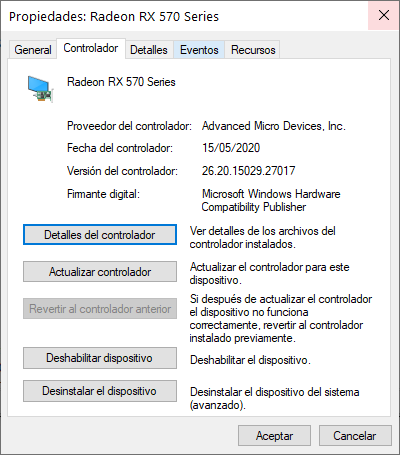 Propiedades: Radeon RX 570 Series
General
Controlador
Detalles
Eventos
Recursos
Radeon RX 570 Series
Proveedor del controlador: Advanced Micro Devices, Inc.
Fecha del controlador: 15/05/2020
Versión del controlador: 26.20.15029.27017
Firmante digital: Microsoft Windows Hardware
Compatibility Publisher
Detalles del controlador
Ver detalles de los archivos del
controlador instalados.
Actualizar controlador
Actualizar el controlador para este
dispositivo.
Revertir al controlador anterior
Si después de actualizar el controlador
el dispositivo no funciona
correctamente, revertir al controlador
instalado previamente.
Deshabilitar dispositivo
Deshabilitar el dispositivo.
Desinstalar el dispositivo
Desinstalar el dispositivo del sistema
(avanzado).
Aceptar
Cancelar